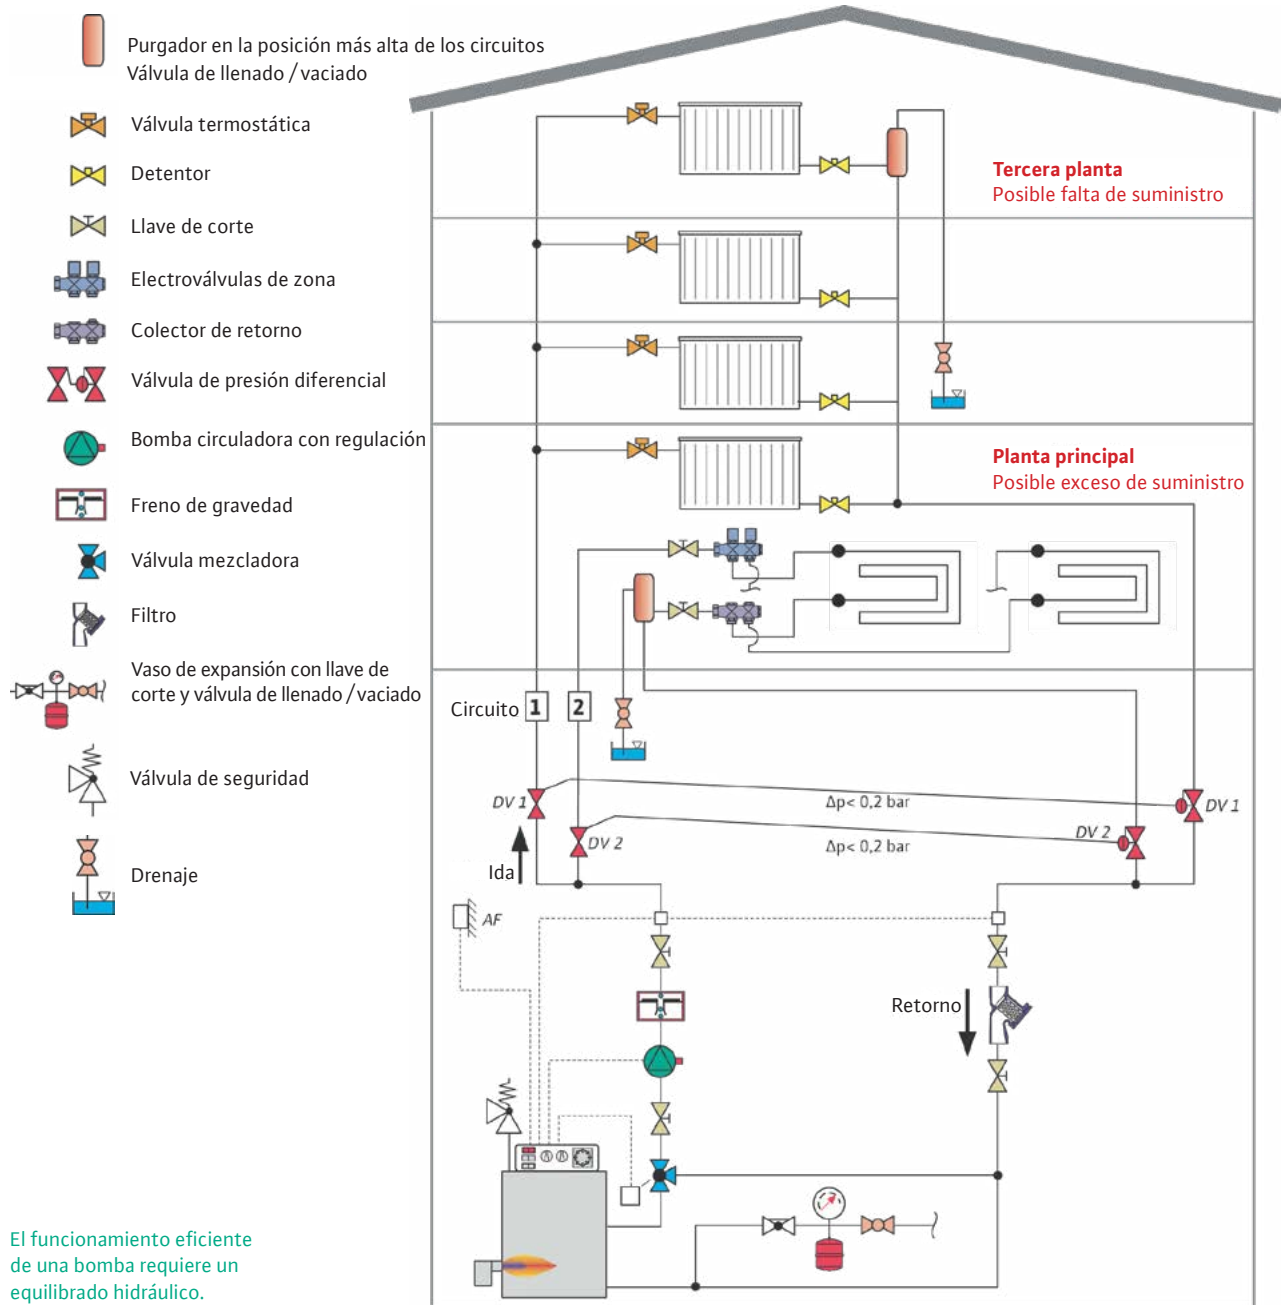 Purgador en la posición más alta de los circuitos
Válvula de llenado / vaciado
Válvula termostática
Detentor
Llave de corte
Electroválvulas de zona
Colector de retorno
Válvula de presión diferencial
Bomba circuladora con regulación
Freno de gravedad
Válvula mezcladora
Filtro
Vaso de expansión con llave de
corte y válvula de llenado / vaciado
Válvula de seguridad
Drenaje
El funcionamiento eficiente
de una bomba requiere un
equilibrado hidráulico.
Tercera planta
Posible falta de suministro
Planta principal
Posible exceso de suministro
Circuito 1 2
DV 1
Δp< 0,2 bar
DV 1
DV 2
Δp< 0,2 bar
DV 2
Ida
AF
Retorno